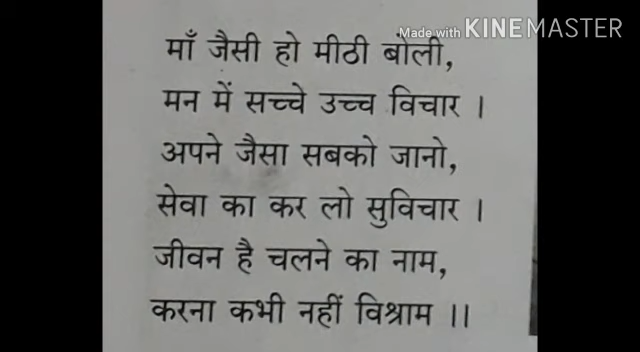 Made with KINEMASTER
माँ जैसी हो मीठी बोली,
मन में सच्चे उच्च विचार ।
अपने जैसा सबको जानो,
सेवा का कर लो सुविचार ।
जीवन है चलने का नाम,
करना कभी नहीं विश्राम ।।